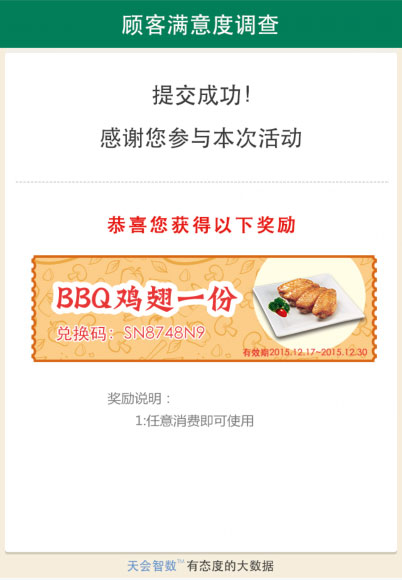 顾客满意度调查
提交成功！
感谢您参与本次活动
恭喜您获得以下奖励
BBQ鸡翅一份
兑换码：SN8748N9
有效期2015.12.17~2015.12.30
奖励说明：
1:任意消费即可使用
天会智数™ 有态度的大数据